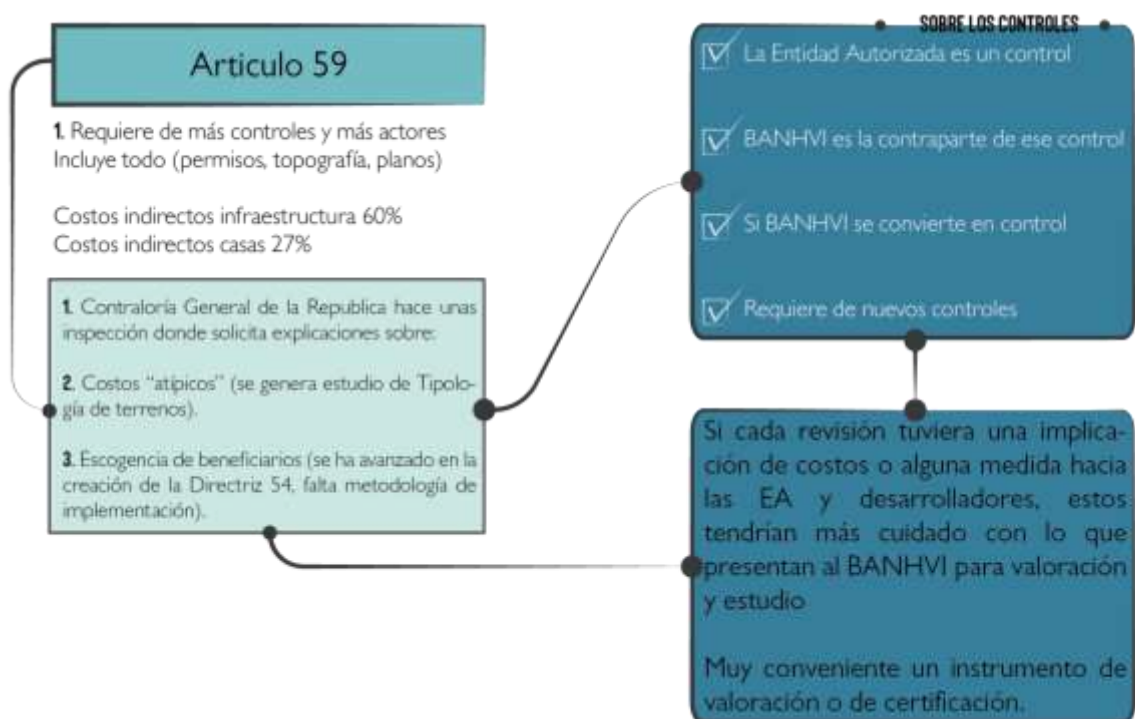 Articulo 59
1. Requiere de más controles y más actores
Incluye todo (permisos, topografía, planos)
Costos indirectos infraestructura 60%
Costos indirectos casas 27%
1. Contraloría General de la Republica hace unas
inspección donde solicita explicaciones sobre:
2. Costos “atípicos” (se genera estudio de Tipolo-
gía de terrenos).
3. Escogencia de beneficiarios (se ha avanzado en la
creación de la Directriz 54, falta metodología de
implementación).
SOBRE LOS CONTROLES
La Entidad Autorizada es un control
BANHVI es la contraparte de ese control
Si BANHVI se convierte en control
Requiere de nuevos controles
Si cada revisión tuviera una implica-
ción de costos o alguna medida hacia
las EA y desarrolladores, estos
tendrían más cuidado con lo que
presentan al BANHVI para valoración
y estudio
Muy conveniente un instrumento de
valoración o de certificación.